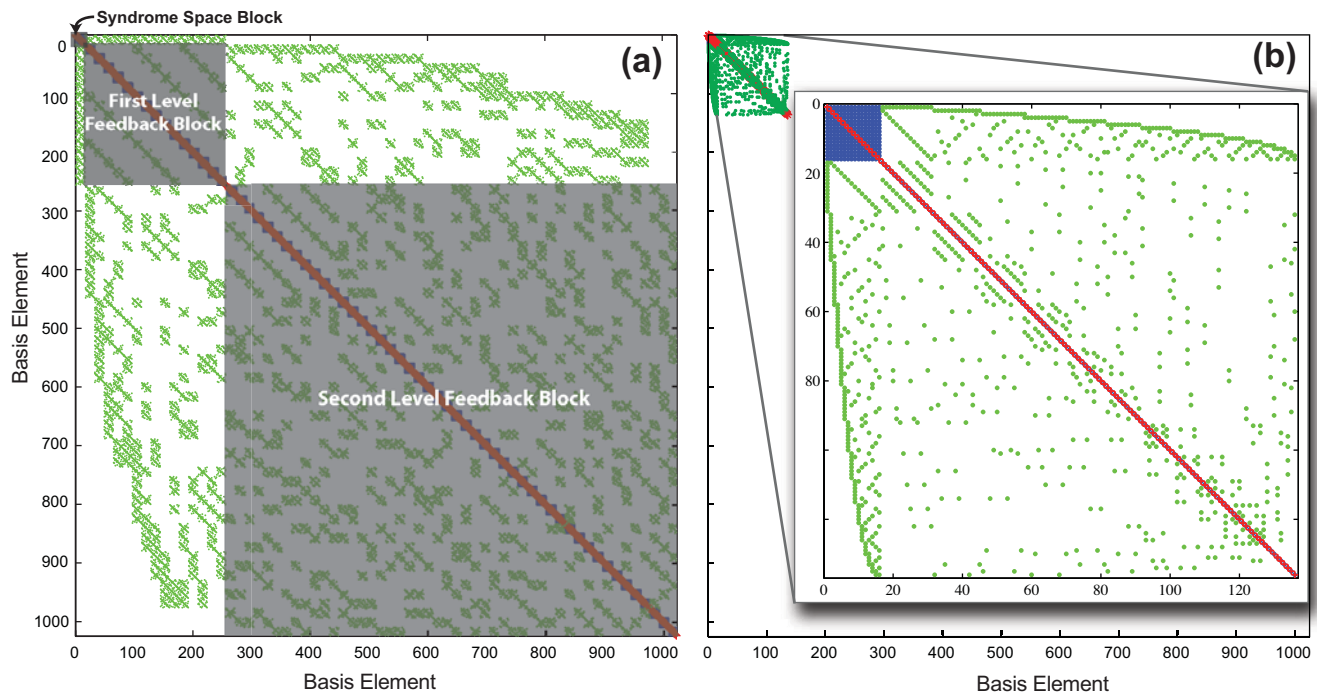 Syndrome Space Block
(a)
First Level
Feedback Block
Second Level Feedback Block
0
100
200
300
400
500
600
700
800
900
1000
Basis Element
0 100 200 300 400 500 600 700 800 900 1000
Basis Element
(b)
0
20
40
60
80
0 20 40 60 80 100 120
0 100 200 300 400 500 600 700 800 900 1000
Basis Element